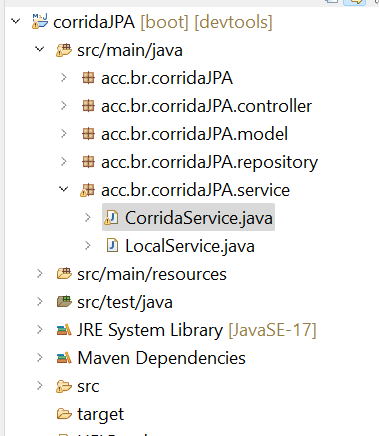 corridaJPA [boot] [devtools]
src/main/java
acc.br.corridaJPA
acc.br.corridaJPA.controller
acc.br.corridaJPA.model
acc.br.corridaJPA.repository
acc.br.corridaJPA.service
CorridaService.java
LocalService.java
src/main/resources
src/test/java
JRE System Library [JavaSE-17]
Maven Dependencies
src
target